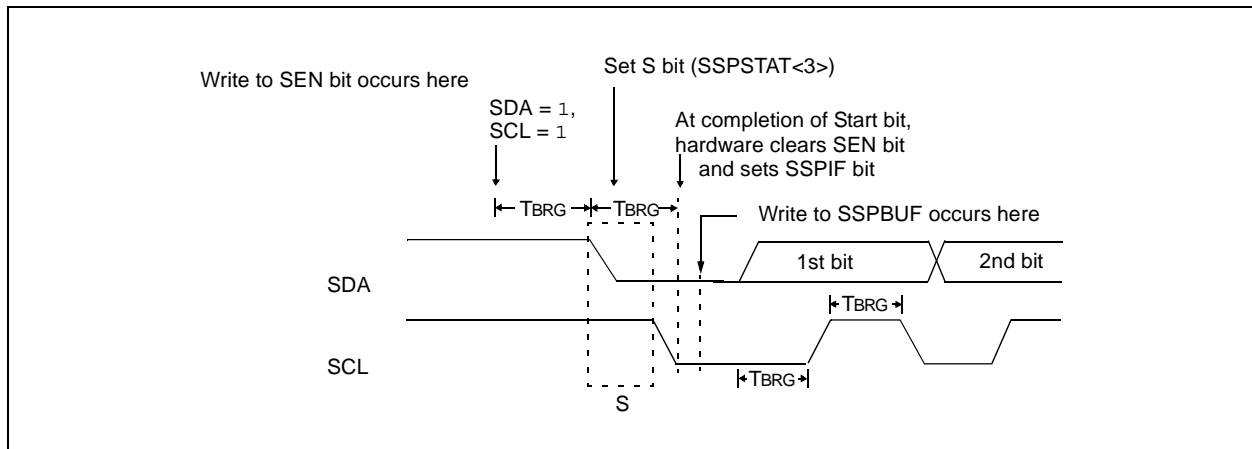 Write to SEN bit occurs here
Set S bit (SSPSTAT<3>)
SDA = 1,
SCL = 1
At completion of Start bit,
hardware clears SEN bit
and sets SSPIF bit
TBRG
TBRG
Write to SSPBUF occurs here
SDA
1st bit
2nd bit
TBRG
SCL
TBRG
S